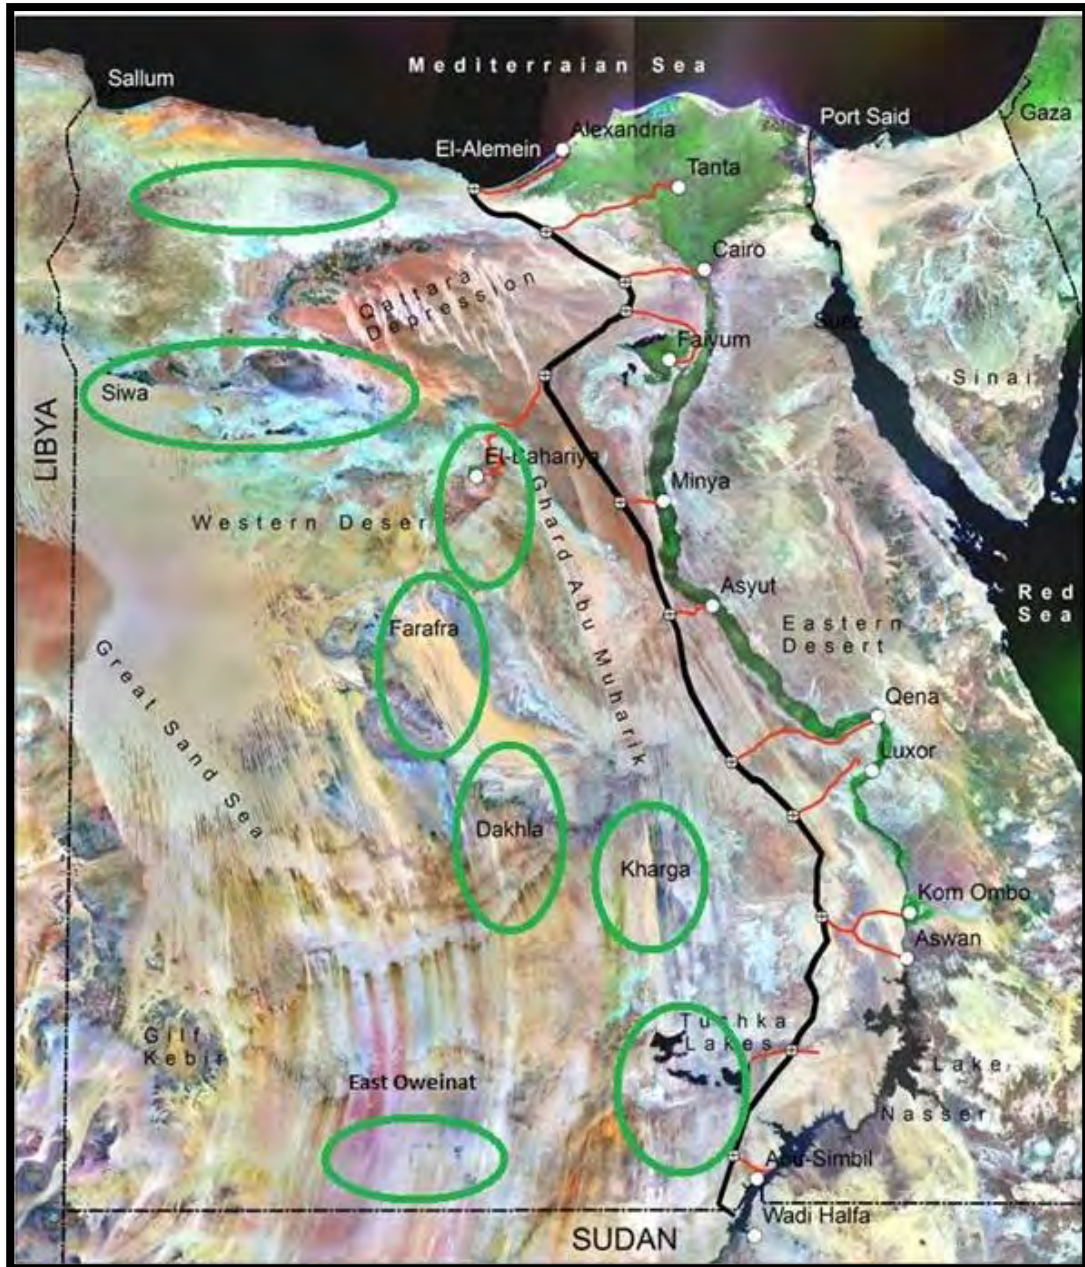 Mediterraian Sea
Sallum
Port Said
Gaza
Alexandria
El-Alemein
Tanta
Cairo
Qattara
Depression
Suez
Faiyum
Sinai
Siwa
LIBYA
El-Bahariya
Minya
Western Deser
Ghard Abu Muharik
Asyut
Red
Sea
Farafra
Eastern
Desert
Great Sand Sea
Qena
Luxor
Dakhla
Kharga
Kom Ombo
Aswan
Tushka
Lakes
Gilf
Kebir
Lake
Nasser
East Oweinat
Abu-Simbil
Wadi Halfa
SUDAN